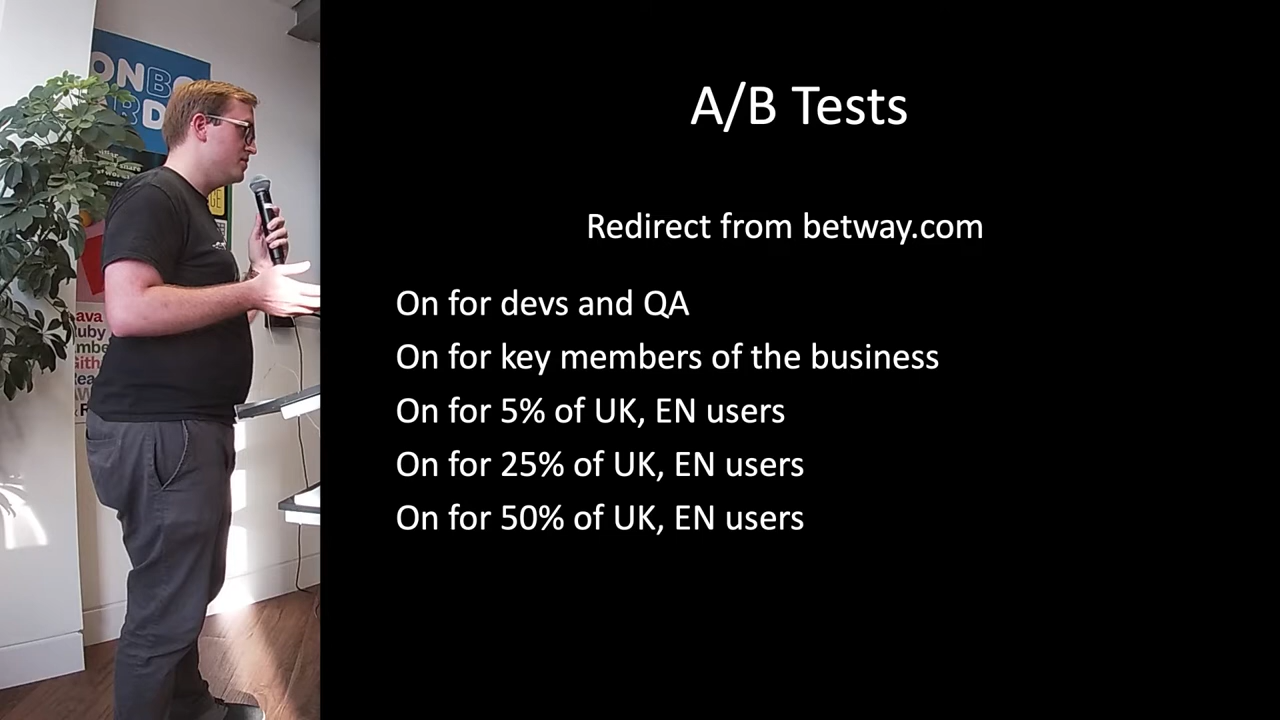 A/B Tests
Redirect from betway.com
On for devs and QA
On for key members of the business
On for 5% of UK, EN users
On for 25% of UK, EN users
On for 50% of UK, EN users